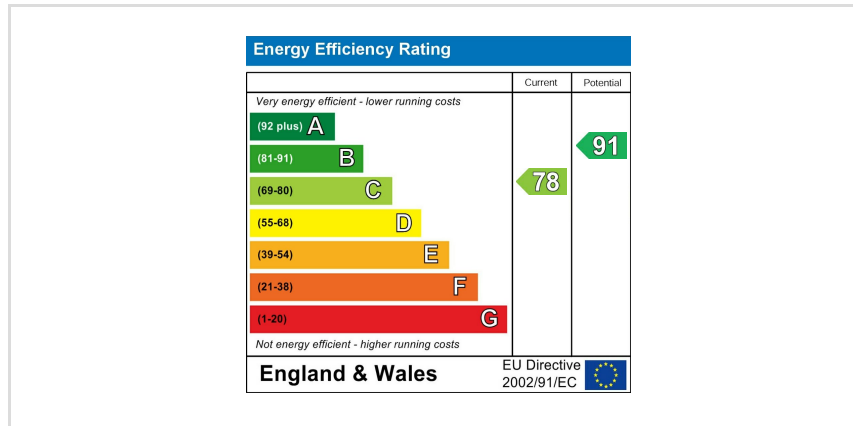 Energy Efficiency Rating
Current Potential
Very energy efficient - lower running costs
(92 plus) A
(81-91) B
91
(69-80) C
78
(55-68) D
(39-54) E
(21-38) F
(1-20) G
Not energy efficient - higher running costs
England & Wales
EU Directive
2002/91/EC